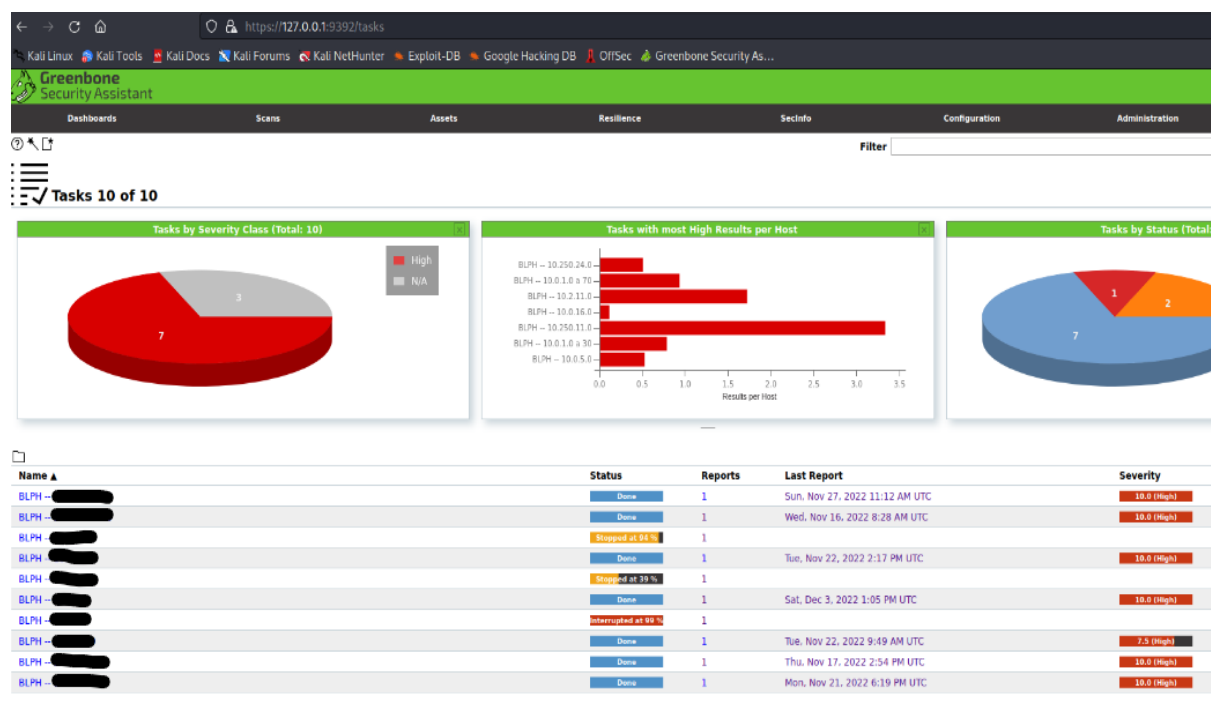 https://127.0.0.1:9392/tasks
Kali Linux Kali Tools Kali Docs Kali Forums Kali NetHunter Exploit-DB Google Hacking DB OffSec Greenbone Security As...
Greenbone
Security Assistant
Dashboards Scans Assets Resilience SecInfo Configuration Administration
Filter
Tasks 10 of 10
Tasks by Severity Class (Total: 10)
High
N/A
3
7
Tasks with most High Results per Host
BLPH -- 10.250.24.0
BLPH -- 10.0.1.0 a 70
BLPH -- 10.2.11.0
BLPH -- 10.0.16.0
BLPH -- 10.250.11.0
BLPH -- 10.0.1.0 a 30
BLPH -- 10.0.5.0
0.0 0.5 1.0 1.5 2.0 2.5 3.0 3.5
Results per Host
Tasks by Status (Total:
1
2
7
Name ▲ Status Reports Last Report Severity
BLPH -- Done 1 Sun, Nov 27, 2022 11:12 AM UTC 10.0 (High)
BLPH -- Done 1 Wed, Nov 16, 2022 8:28 AM UTC 10.0 (High)
BLPH -- Stopped at 94 % 1
BLPH - Done 1 Tue, Nov 22, 2022 2:17 PM UTC 10.0 (High)
BLPH - Stopped at 39 % 1
BLPH -- Done 1 Sat, Dec 3, 2022 1:05 PM UTC 10.0 (High)
BLPH -- Interrupted at 99 % 1
BLPH -- Done 1 Tue, Nov 22, 2022 9:49 AM UTC 7.5 (High)
BLPH -- Done 1 Thu, Nov 17, 2022 2:54 PM UTC 10.0 (High)
BLPH -- Done 1 Mon, Nov 21, 2022 6:19 PM UTC 10.0 (High)